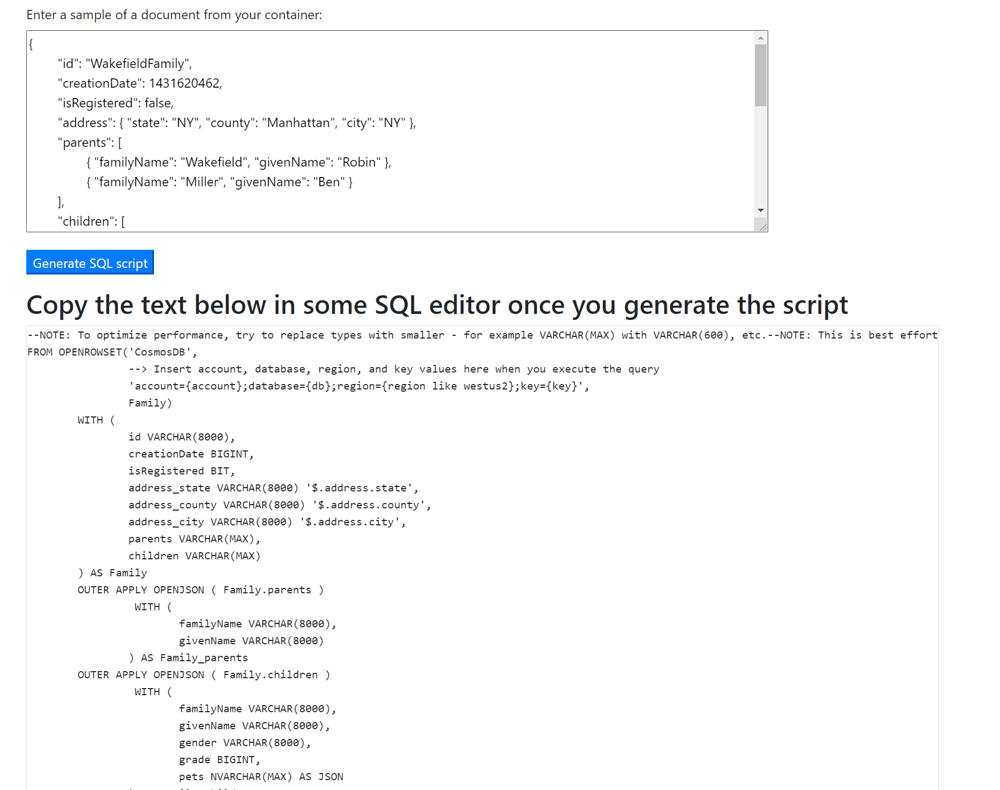 Enter a sample of a document from your container:
{
"id": "WakefieldFamily",
"creationDate": 1431620462,
"isRegistered": false,
"address": { "state": "NY", "county": "Manhattan", "city": "NY" },
"parents": [
{ "familyName": "Wakefield", "givenName": "Robin" },
{ "familyName": "Miller", "givenName": "Ben" }
],
"children": [
Generate SQL script
Copy the text below in some SQL editor once you generate the script
--NOTE: To optimize performance, try to replace types with smaller - for example VARCHAR(MAX) with VARCHAR(600), etc.--NOTE: This is best effort
FROM OPENROWSET('CosmosDB',
--> Insert account, database, region, and key values here when you execute the query
'account={account};database={db};region={region like westus2};key={key}',
Family)
WITH (
id VARCHAR(8000),
creationDate BIGINT,
isRegistered BIT,
address_state VARCHAR(8000) '$.address.state',
address_county VARCHAR(8000) '$.address.county',
address_city VARCHAR(8000) '$.address.city',
parents VARCHAR(MAX),
children VARCHAR(MAX)
) AS Family
OUTER APPLY OPENJSON ( Family.parents )
WITH (
familyName VARCHAR(8000),
givenName VARCHAR(8000)
) AS Family_parents
OUTER APPLY OPENJSON ( Family.children )
WITH (
familyName VARCHAR(8000),
givenName VARCHAR(8000),
gender VARCHAR(8000),
grade BIGINT,
pets NVARCHAR(MAX) AS JSON